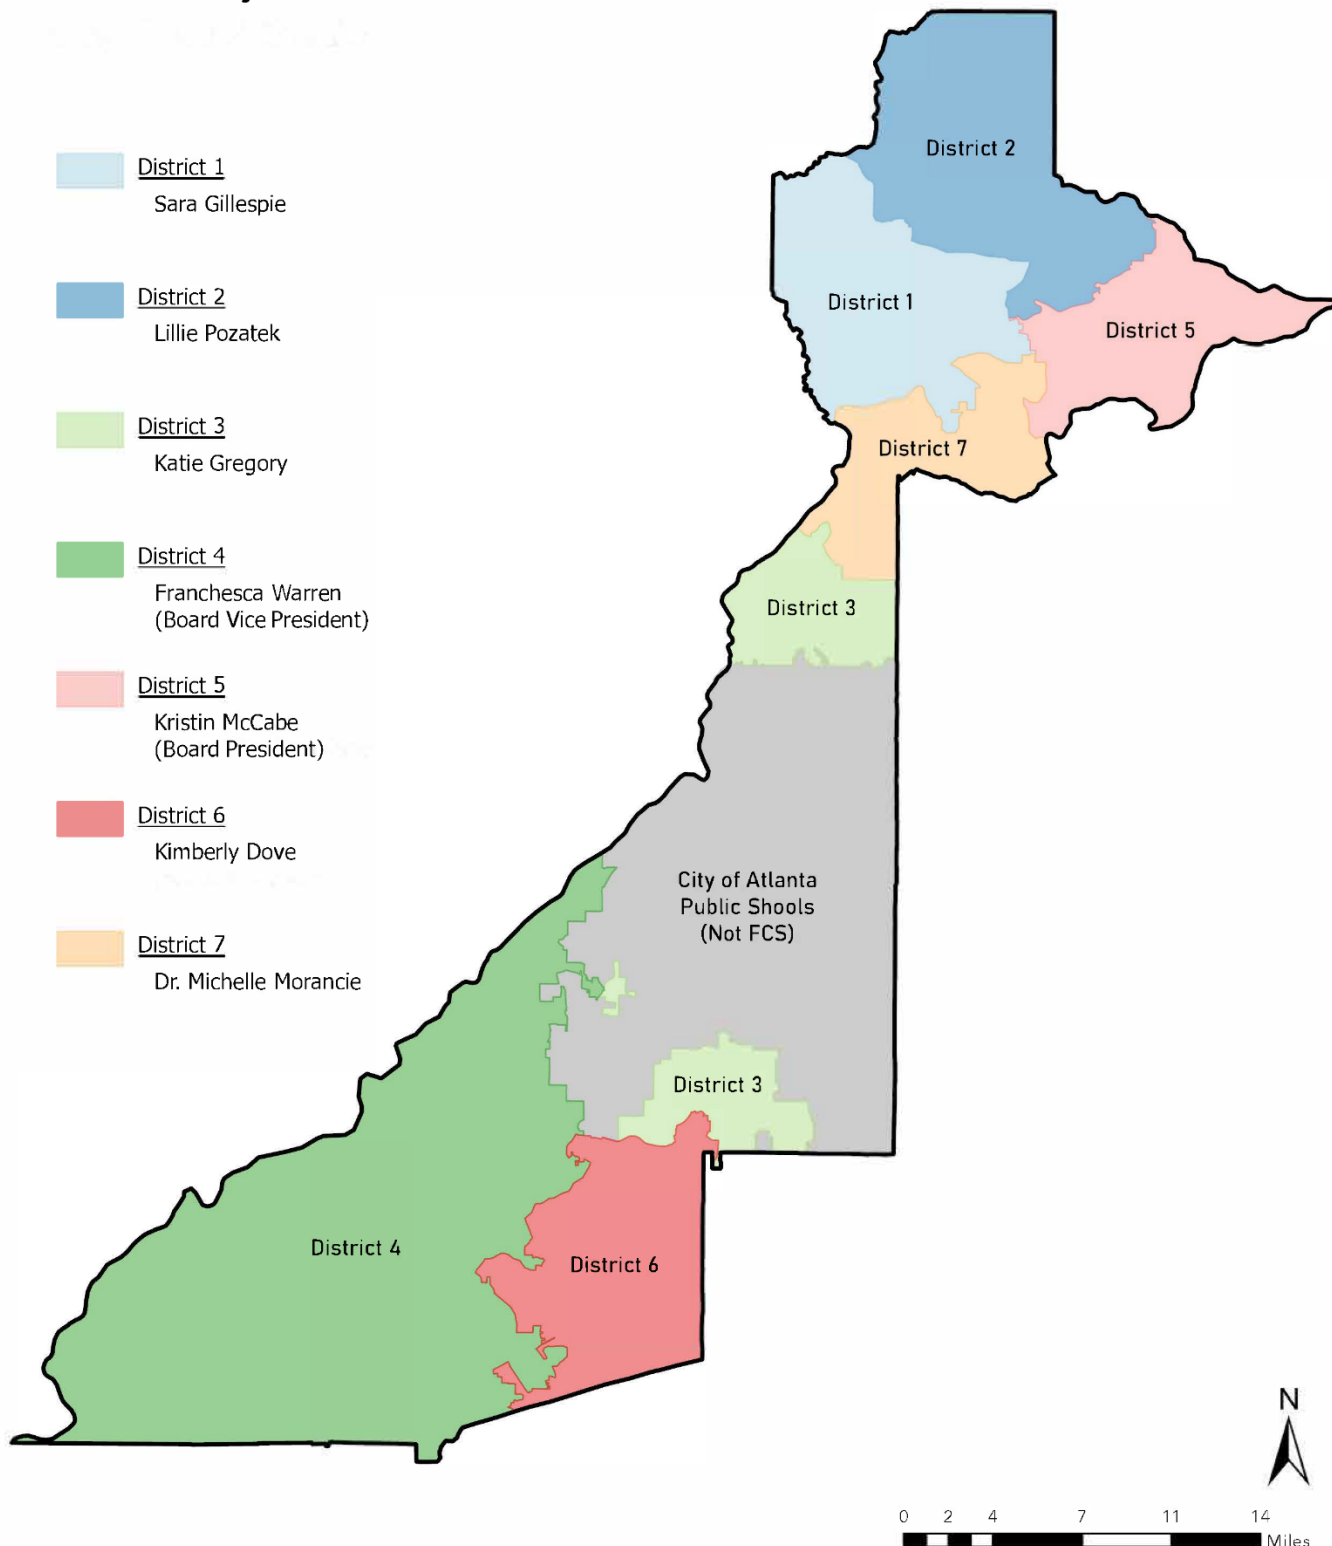 District 1
Sara Gillespie
District 2
Lillie Pozatek
District 3
Katie Gregory
District 4
Franchesca Warren
(Board Vice President)
District 5
Kristin McCabe
(Board President)
District 6
Kimberly Dove
District 7
Dr. Michelle Morancie
District 2
District 1
District 5
District 7
District 3
City of Atlanta
Public Shools
(Not FCS)
District 3
District 4
District 6
N
0 2 4 7 11 14
Miles